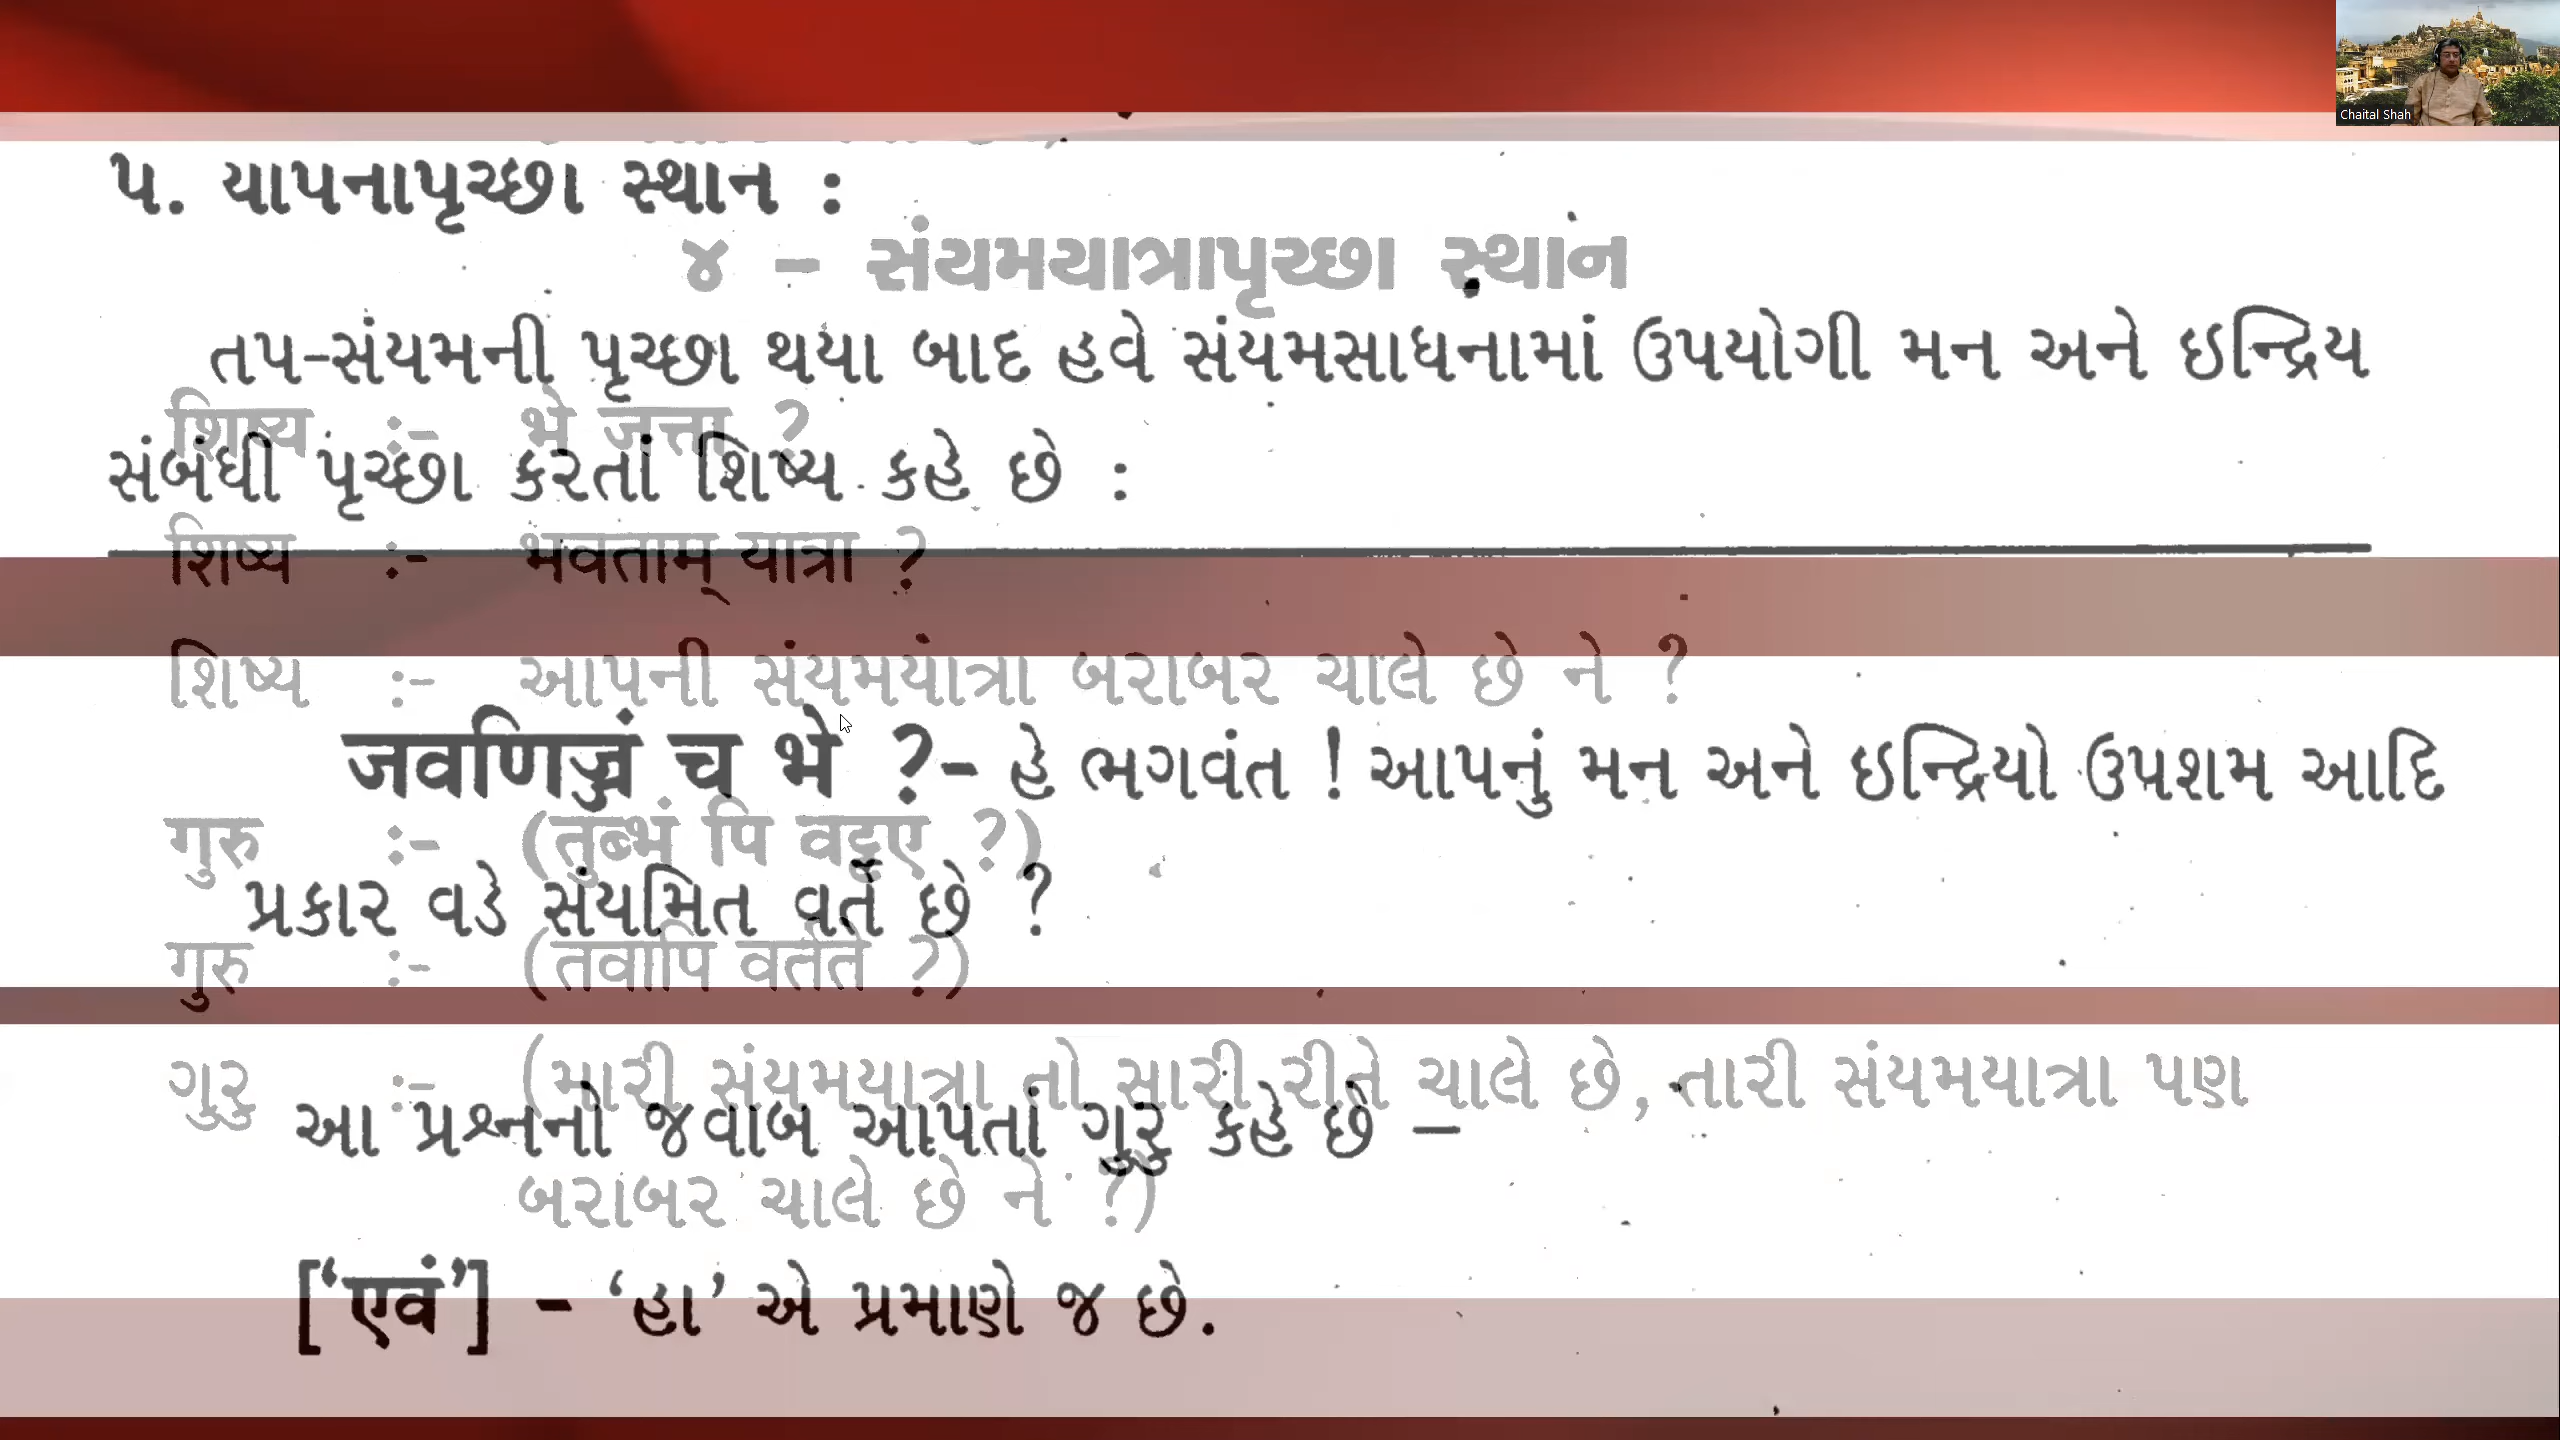 Chaital Shah
૫. યાપનાપૃચ્છા સ્થાન :
૪ – સંયમયાત્રાપૃચ્છા સ્થાન
તપ-સંયમની પૃચ્છા થયા બાદ હવે સંયમસાધનામાં ઉપયોગી મન અને ઇન્દ્રિય
शिष्य :- भे जत्ता ?
સંબંધી પૃચ્છા કરતાં શિષ્ય કહે છે :
शिष्य :- भवताम् यात्रा ?
શિષ્ય :- આપની સંયમયાત્રા બરાબર ચાલે છે ને ?
जवणिज्जं च भे ?- હે ભગવંત ! આપનું મન અને ઇન્દ્રિયો ઉપશમ આદિ
गुरु :- (तुब्भं पि वट्टए ?)
પ્રકાર વડે સંયમિત વર્તે છે ?
गुरु :- (तवापि वर्तते ?)
ગુરુ :- (મારી સંયમયાત્રા તો સારી રીતે ચાલે છે, તારી સંયમયાત્રા પણ
આ પ્રશ્નનો જવાબ આપતાં ગુરુ કહે છે –
બરાબર ચાલે છે ને ?)
[‘एवं’] - ‘હા’ એ પ્રમાણે જ છે.